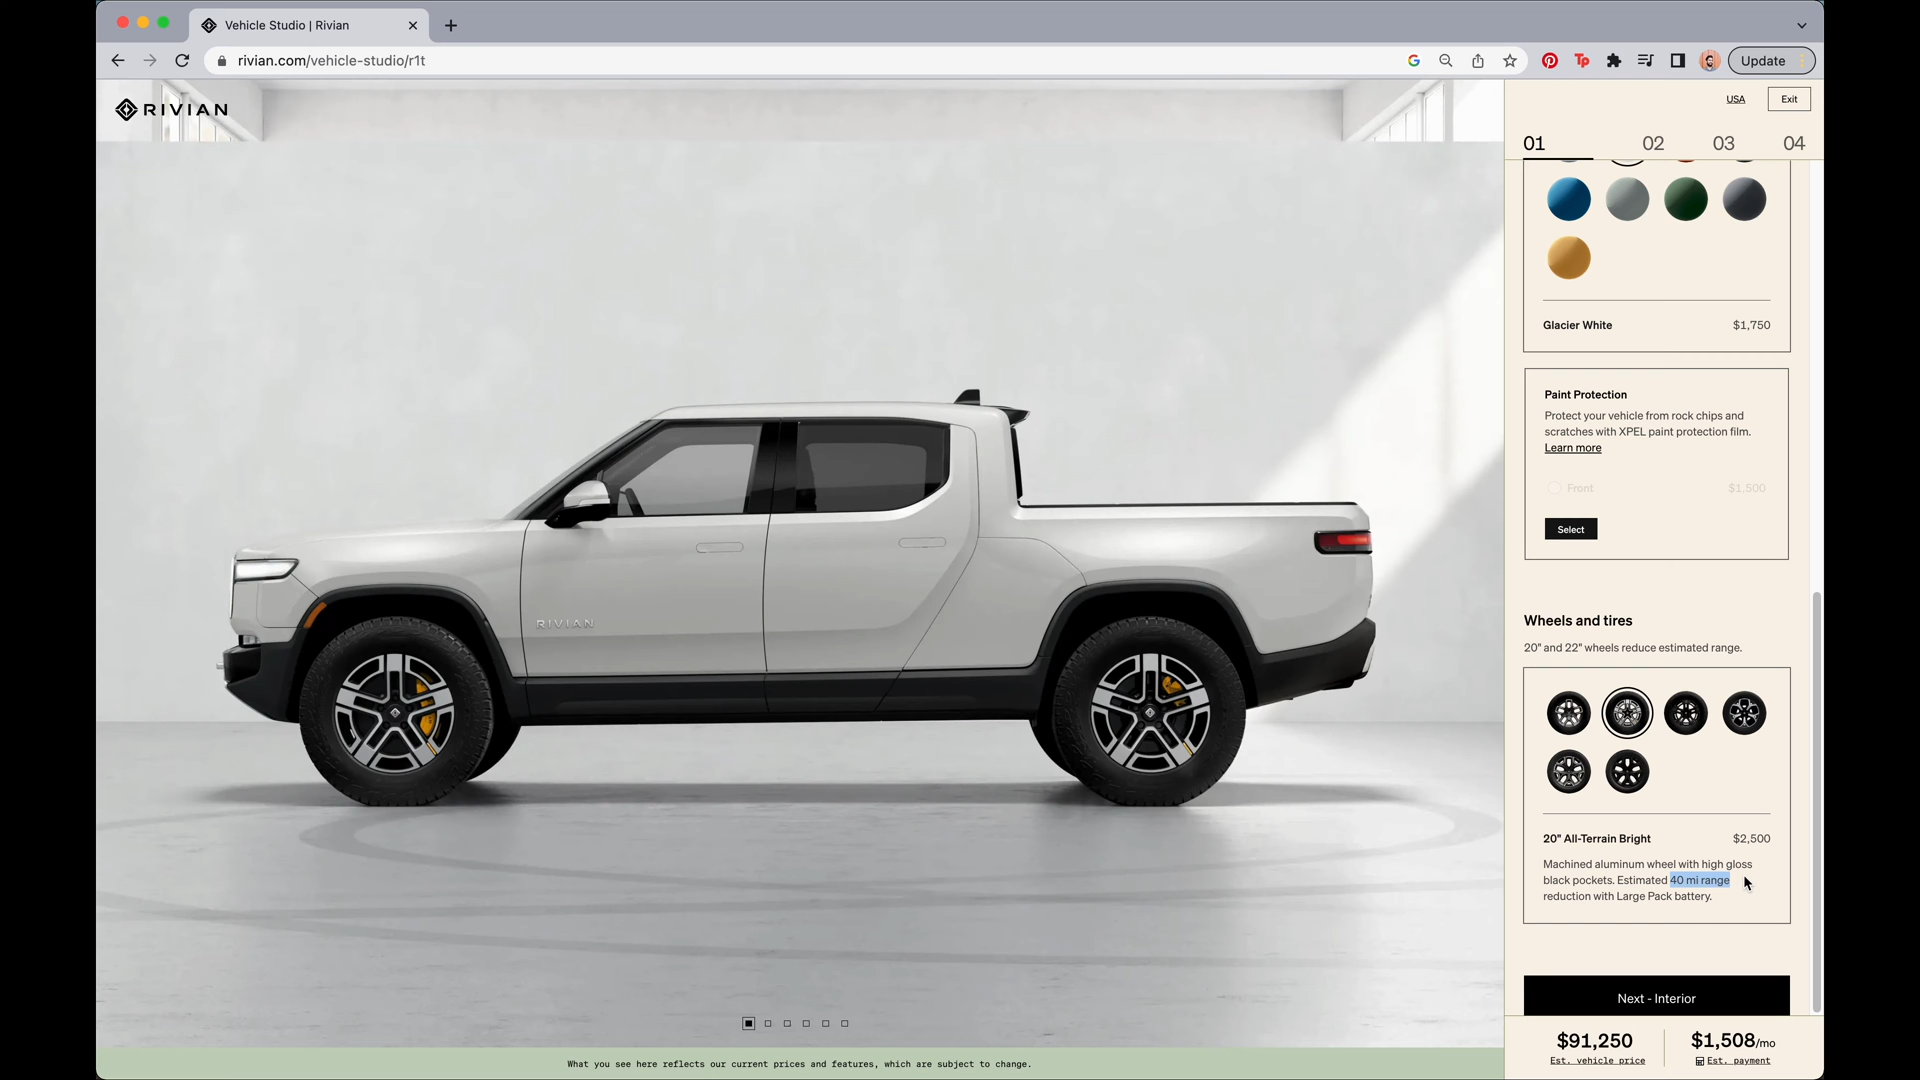 Vehicle Studio | Rivian
rivian.com/vehicle-studio/r1t
Update
RIVIAN
USA
Exit
01
02
03
04
Glacier White
$1,750
Paint Protection
Protect your vehicle from rock chips and
scratches with XPEL paint protection film.
Learn more
Front
$1,500
Select
RIVIAN
Wheels and tires
20" and 22" wheels reduce estimated range.
20" All-Terrain Bright
$2,500
Machined aluminum wheel with high gloss
black pockets. Estimated 40 mi range
reduction with Large Pack battery.
Next - Interior
$91,250
Est. vehicle price
$1,508/mo
Est. payment
What you see here reflects our current prices and features, which are subject to change.